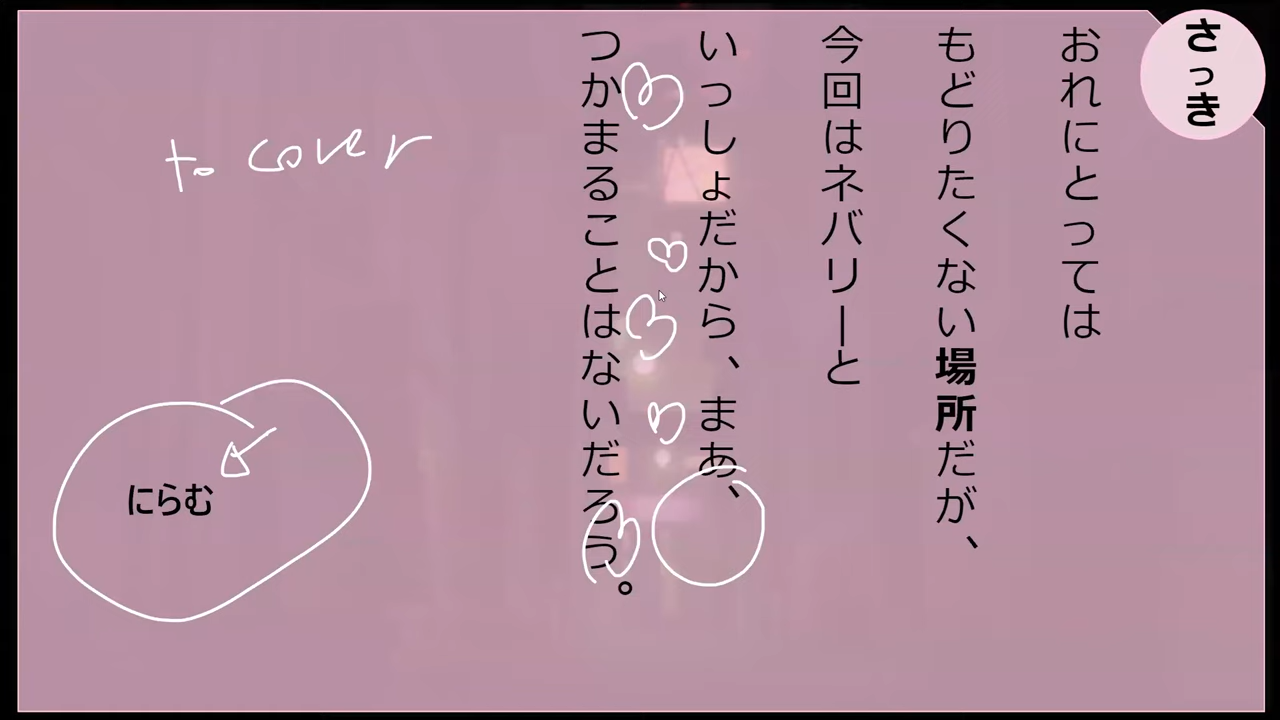 さっき
おれにとっては
もどりたくない場所だが、
今回はネバリーと
いっしょだから、まあ、
つかまることはないだろう。
to cover
にらむ